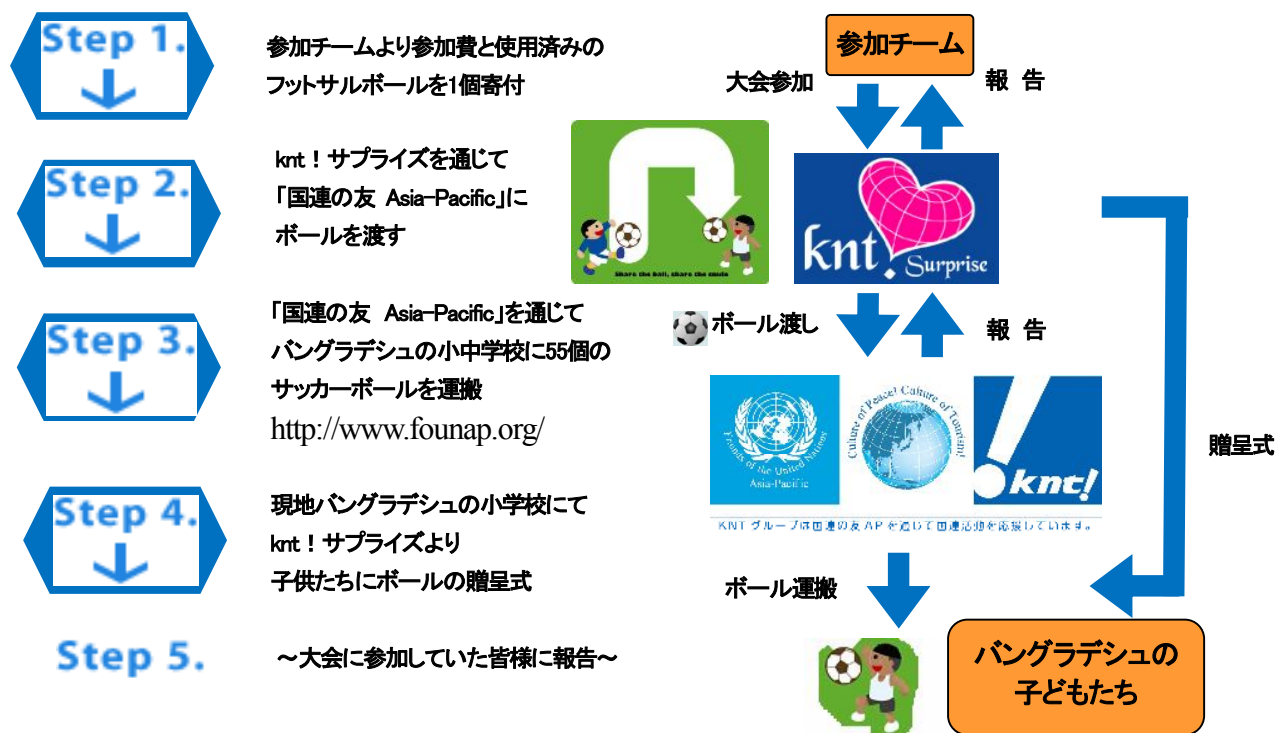 Step 1.
参加チームより参加費と使用済みの
フットサルボールを1個寄付
Step 2.
knt！サプライズを通じて
「国連の友 Asia-Pacific」に
ボールを渡す
Step 3.
「国連の友 Asia-Pacific」を通じて
バングラデシュの小中学校に55個の
サッカーボールを運搬
http://www.founap.org/
Step 4.
現地バングラデシュの小学校にて
knt！サプライズより
子供たちにボールの贈呈式
Step 5.
～大会に参加していた皆様に報告～
参加チーム
大会参加
報 告
Share the ball, share the smile
knt!
Surprise
ボール渡し
報 告
Friends of the United Nations
Asia-Pacific
Culture of Peace! Culture of Tourism!
knt!
KNTグループは国連の友APを通じて国連活動を応援しています。
贈呈式
ボール運搬
バングラデシュの
子どもたち